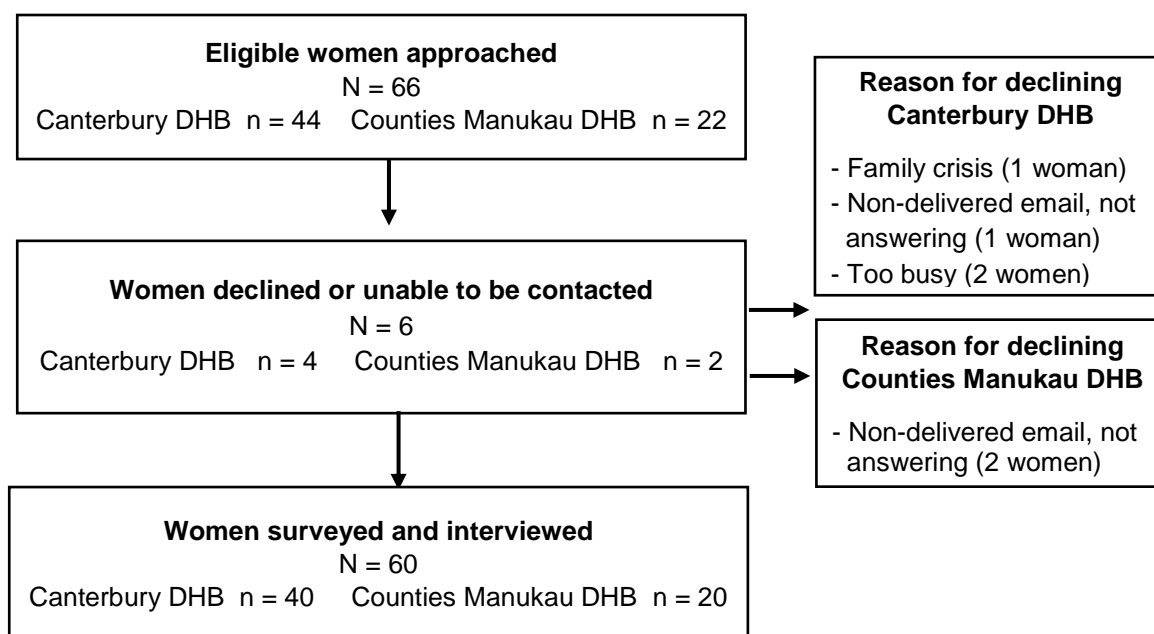 Eligible women approached
N = 66
Canterbury DHB n = 44 Counties Manukau DHB n = 22
Women declined or unable to be contacted
N = 6
Canterbury DHB n = 4 Counties Manukau DHB n = 2
Women surveyed and interviewed
N = 60
Canterbury DHB n = 40 Counties Manukau DHB n = 20
Reason for declining
Canterbury DHB
- Family crisis (1 woman)
- Non-delivered email, not
answering (1 woman)
- Too busy (2 women)
Reason for declining
Counties Manukau DHB
- Non-delivered email, not
answering (2 women)